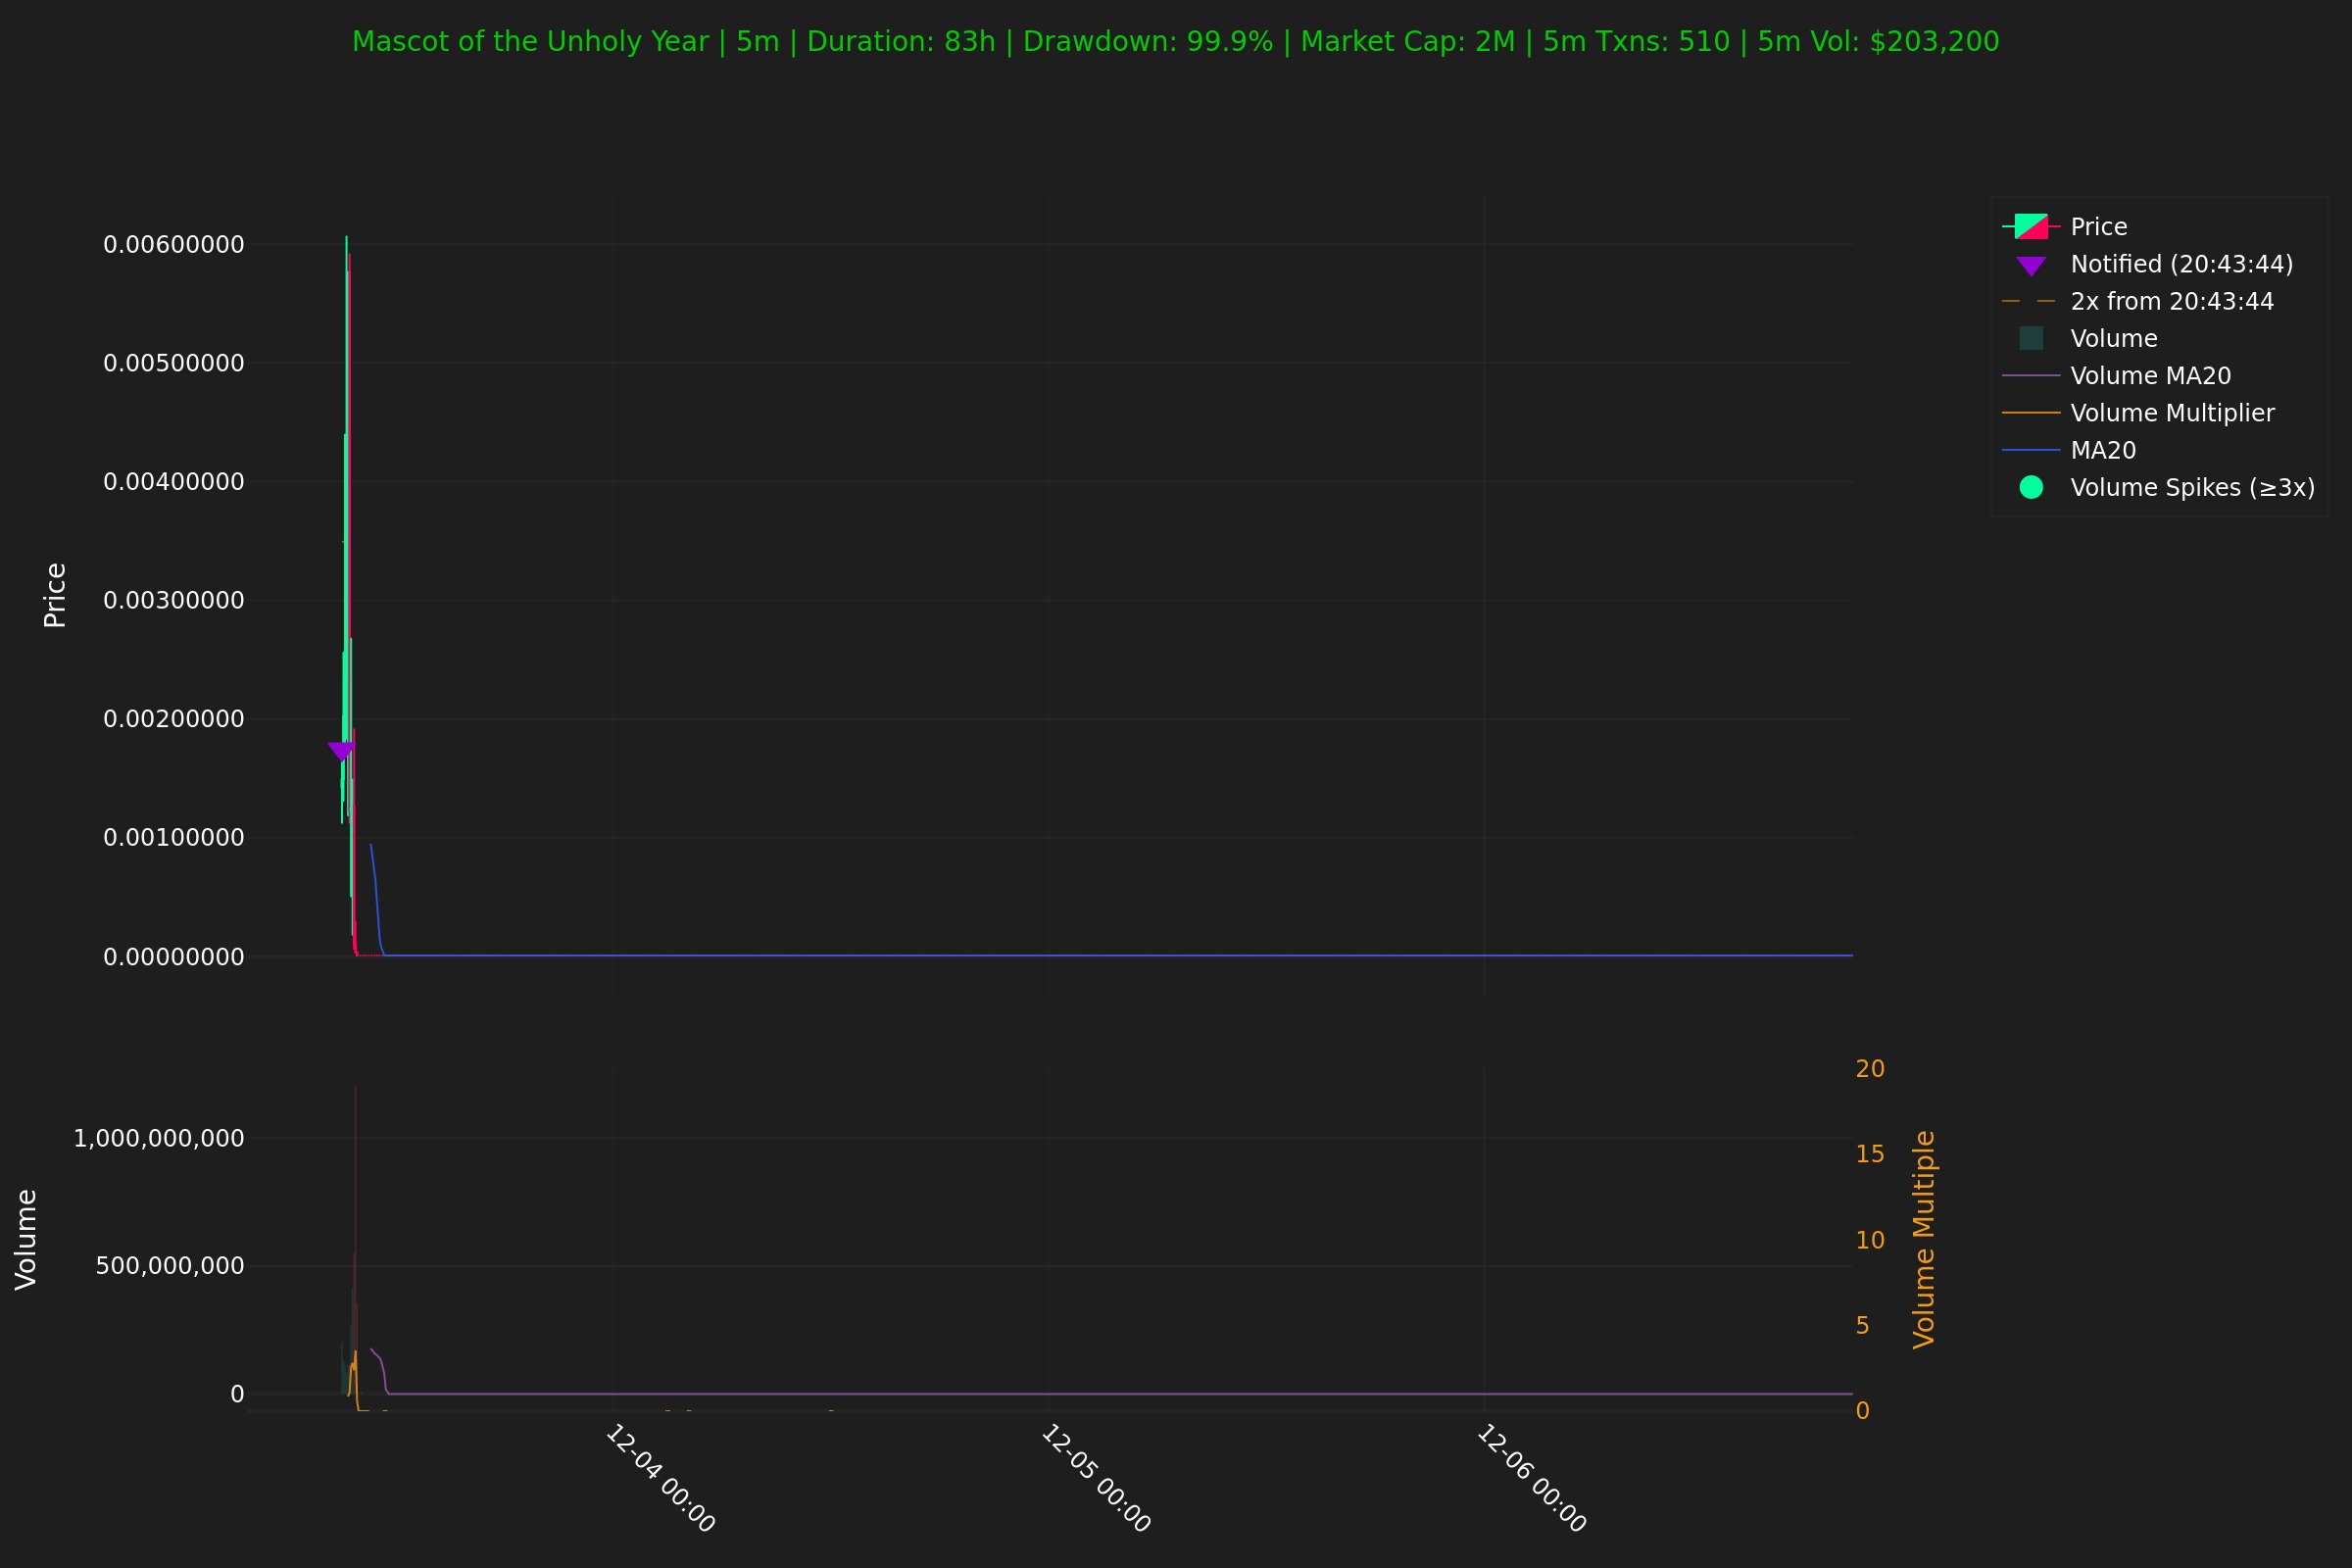 Mascot of the Unholy Year | 5m | Duration: 83h | Drawdown: 99.9% | Market Cap: 2M | 5m Txns: 510 | 5m Vol: $203,200
Price
Notified (20:43:44)
2x from 20:43:44
Volume
Volume MA20
Volume Multiplier
MA20
Volume Spikes (≥3x)
0.00600000
0.00500000
0.00400000
0.00300000
0.00200000
0.00100000
0.00000000
Price
1,000,000,000
500,000,000
0
Volume
20
15
10
5
0
Volume Multiple
12-04 00:00
12-05 00:00
12-06 00:00